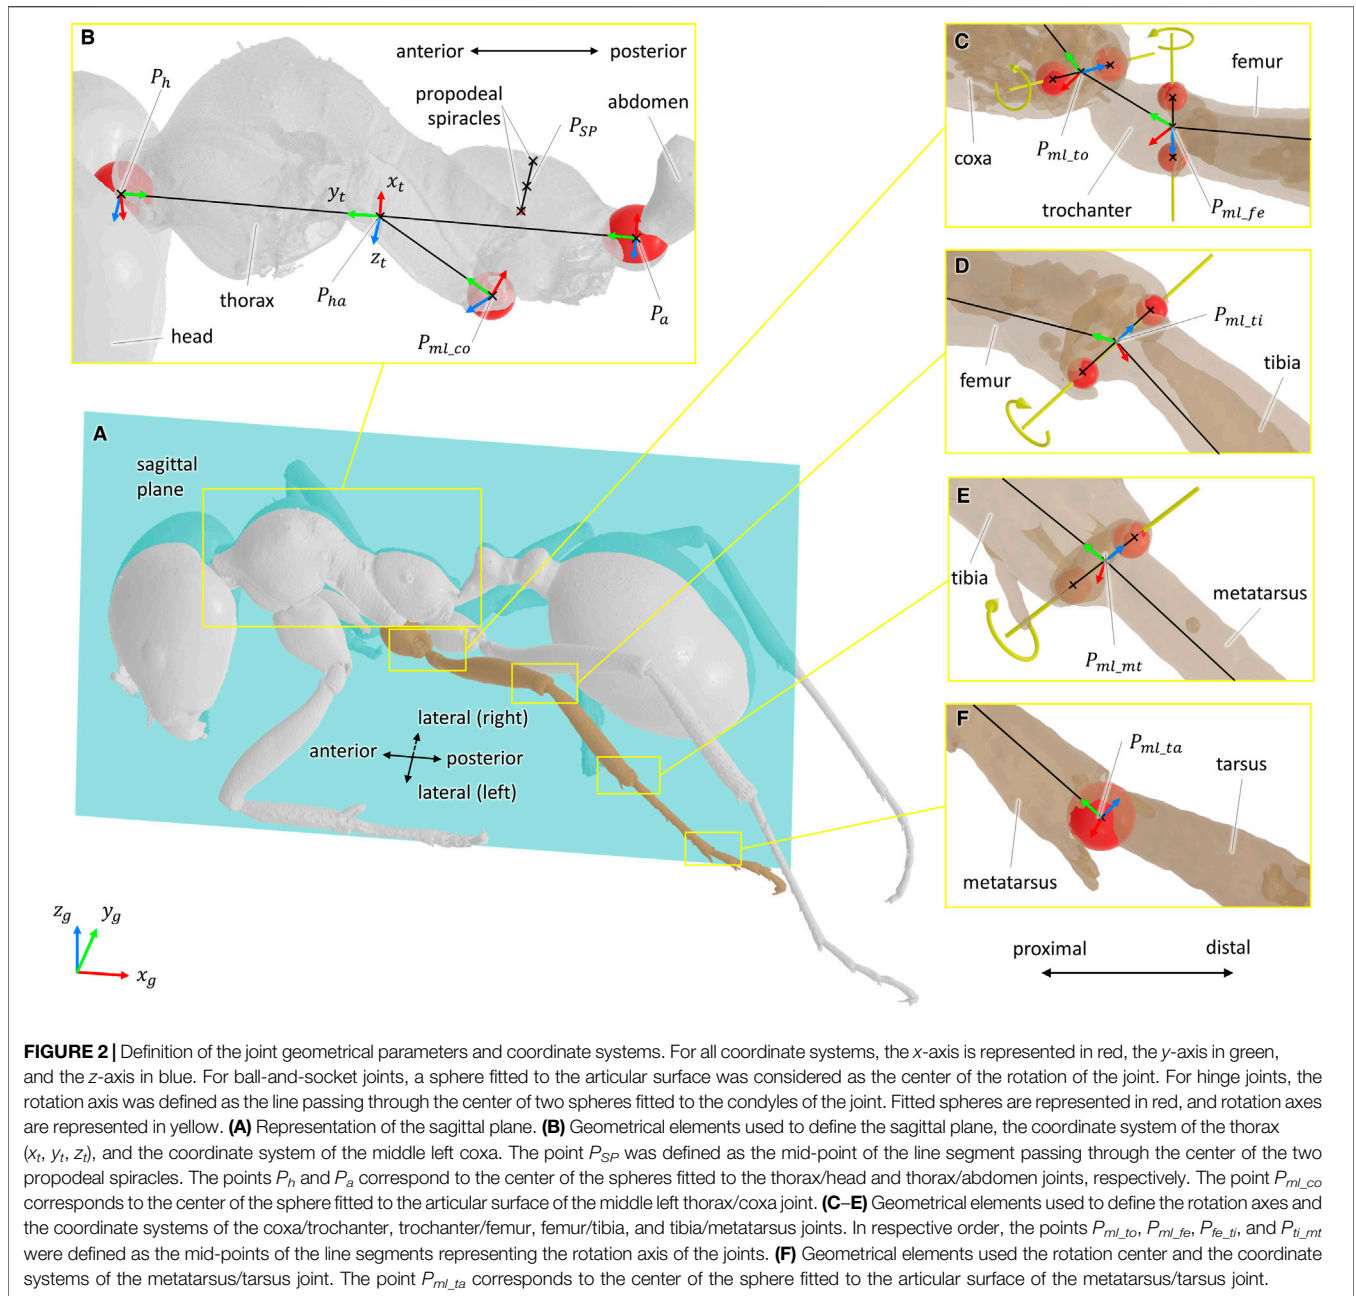 B
anterior
posterior
P_h
propodeal
spiracles
abdomen
P_SP
x_t
y_t
z_t
thorax
P_ha
P_a
head
P_ml_co
C
femur
coxa
P_ml_to
trochanter
P_ml_fe
D
P_ml_ti
femur
tibia
A
sagittal
plane
lateral (right)
anterior
posterior
lateral (left)
E
tibia
metatarsus
P_ml_mt
F
P_ml_ta
tarsus
metatarsus
z_g
y_g
x_g
proximal
distal
FIGURE 2 | Definition of the joint geometrical parameters and coordinate systems. For all coordinate systems, the x-axis is represented in red, the y-axis in green,
and the z-axis in blue. For ball-and-socket joints, a sphere fitted to the articular surface was considered as the center of the rotation of the joint. For hinge joints, the
rotation axis was defined as the line passing through the center of two spheres fitted to the condyles of the joint. Fitted spheres are represented in red, and rotation axes
are represented in yellow. (A) Representation of the sagittal plane. (B) Geometrical elements used to define the sagittal plane, the coordinate system of the thorax
(x_t, y_t, z_t), and the coordinate system of the middle left coxa. The point P_SP was defined as the mid-point of the line segment passing through the center of the two
propodeal spiracles. The points P_h and P_a correspond to the center of the spheres fitted to the thorax/head and thorax/abdomen joints, respectively. The point P_ml_co
corresponds to the center of the sphere fitted to the articular surface of the middle left thorax/coxa joint. (C–E) Geometrical elements used to define the rotation axes and
the coordinate systems of the coxa/trochanter, trochanter/femur, femur/tibia, and tibia/metatarsus joints. In respective order, the points P_ml_to, P_ml_fe, P_fe_ti, and P_ti_mt
were defined as the mid-points of the line segments representing the rotation axis of the joints. (F) Geometrical elements used the rotation center and the coordinate
systems of the metatarsus/tarsus joint. The point P_ml_ta corresponds to the center of the sphere fitted to the articular surface of the metatarsus/tarsus joint.